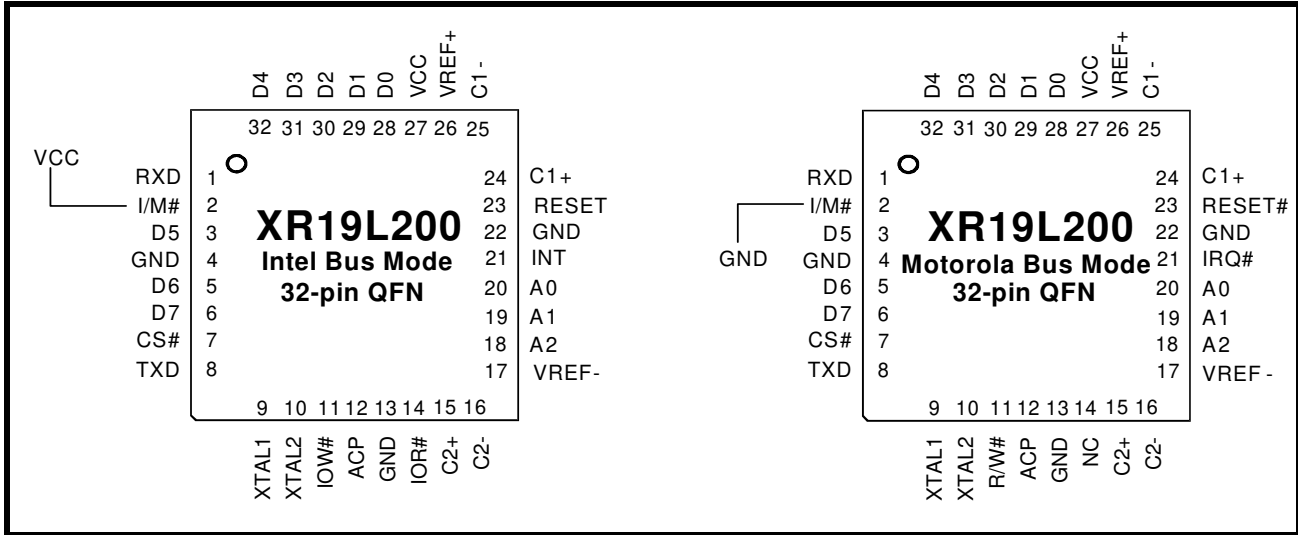 D4 D3 D2 D1 D0 VCC VREF+ C1 -
32 31 30 29 28 27 26 25
VCC
RXD 1
I/M# 2
D5 3
GND 4
D6 5
D7 6
CS# 7
TXD 8
XR19L200
Intel Bus Mode
32-pin QFN
24 C1+
23 RESET
22 GND
21 INT
20 A0
19 A1
18 A2
17 VREF-
9 10 11 12 13 14 15 16
XTAL1 XTAL2 IOW# ACP GND IOR# C2+ C2-
D4 D3 D2 D1 D0 VCC VREF+ C1 -
32 31 30 29 28 27 26 25
RXD 1
I/M# 2
D5 3
GND
GND 4
D6 5
D7 6
CS# 7
TXD 8
XR19L200
Motorola Bus Mode
32-pin QFN
24 C1+
23 RESET#
22 GND
21 IRQ#
20 A0
19 A1
18 A2
17 VREF -
9 10 11 12 13 14 15 16
XTAL1 XTAL2 R/W# ACP GND NC C2+ C2-